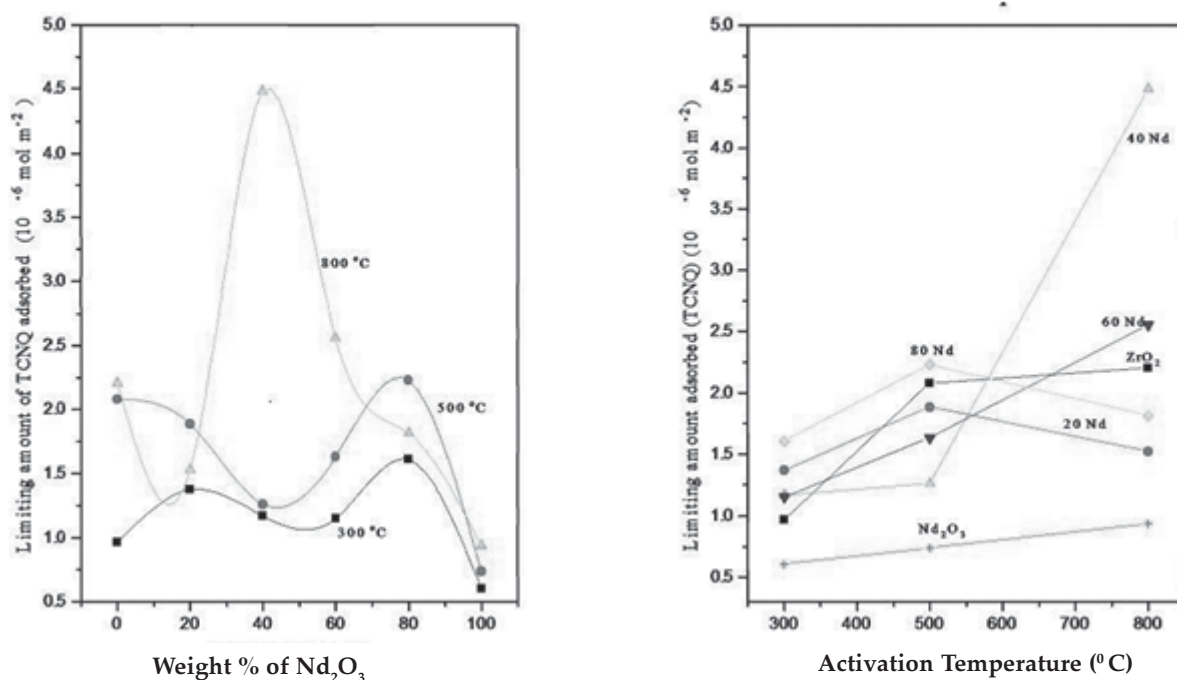 Limiting amount of TCNQ adsorbed (10 ⁻⁶ mol m ⁻²)
5.0
4.5
4.0
3.5
3.0
2.5
2.0
1.5
1.0
0.5
800 °C
500 °C
300 °C
0 20 40 60 80 100
Weight % of Nd₂O₃
Limiting amount adsorbed (TCNQ) (10 ⁻⁶ mol m ⁻²)
5.0
4.5
4.0
3.5
3.0
2.5
2.0
1.5
1.0
0.5
40 Nd
60 Nd
80 Nd
ZrO₂
20 Nd
Nd₂O₃
300 400 500 600 700 800
Activation Temperature (⁰ C)